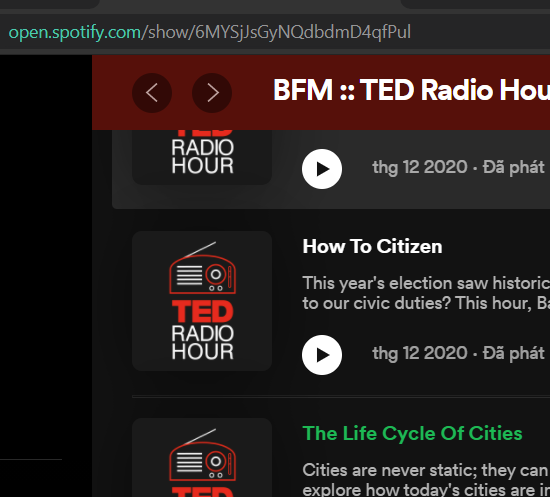 open.spotify.com/show/6MYSjJsGyNQdbdmD4qfPul
BFM :: TED Radio Hou
TED
RADIO
HOUR
thg 12 2020 · Đã phát
How To Citizen
This year's election saw historic
to our civic duties? This hour, Ba
TED
RADIO
HOUR
thg 12 2020 · Đã phát
The Life Cycle Of Cities
Cities are never static; they can
explore how today's cities are in
TED